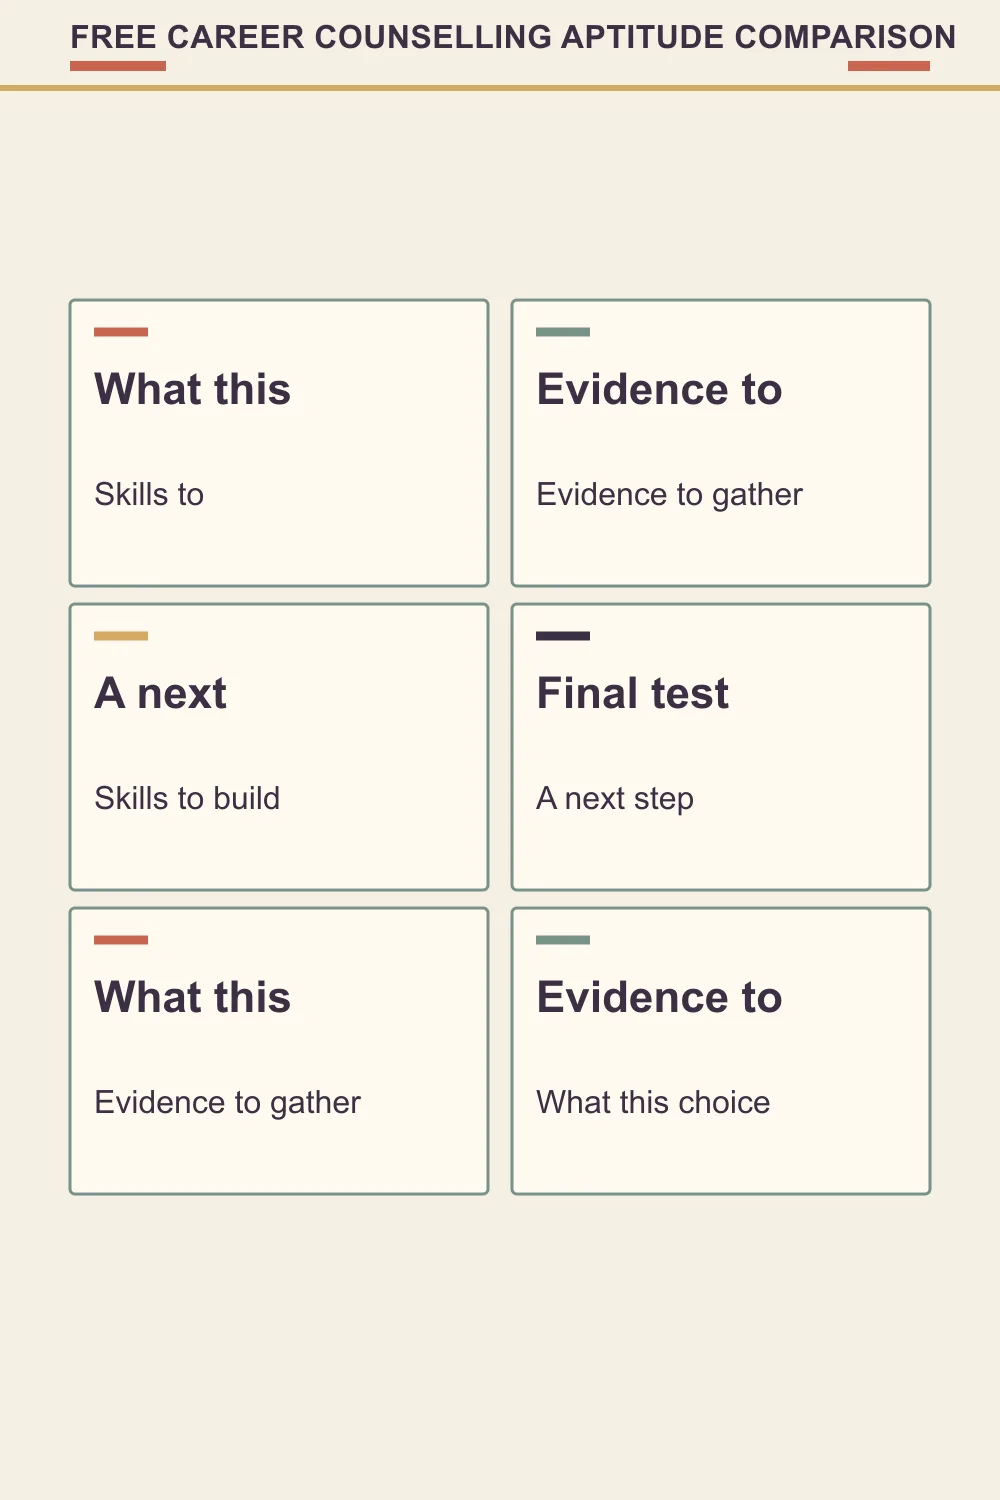 FREE CAREER COUNSELLING APTITUDE COMPARISON
What this
Skills to
Evidence to
Evidence to gather
A next
Skills to build
Final test
A next step
What this
Evidence to gather
Evidence to
What this choice